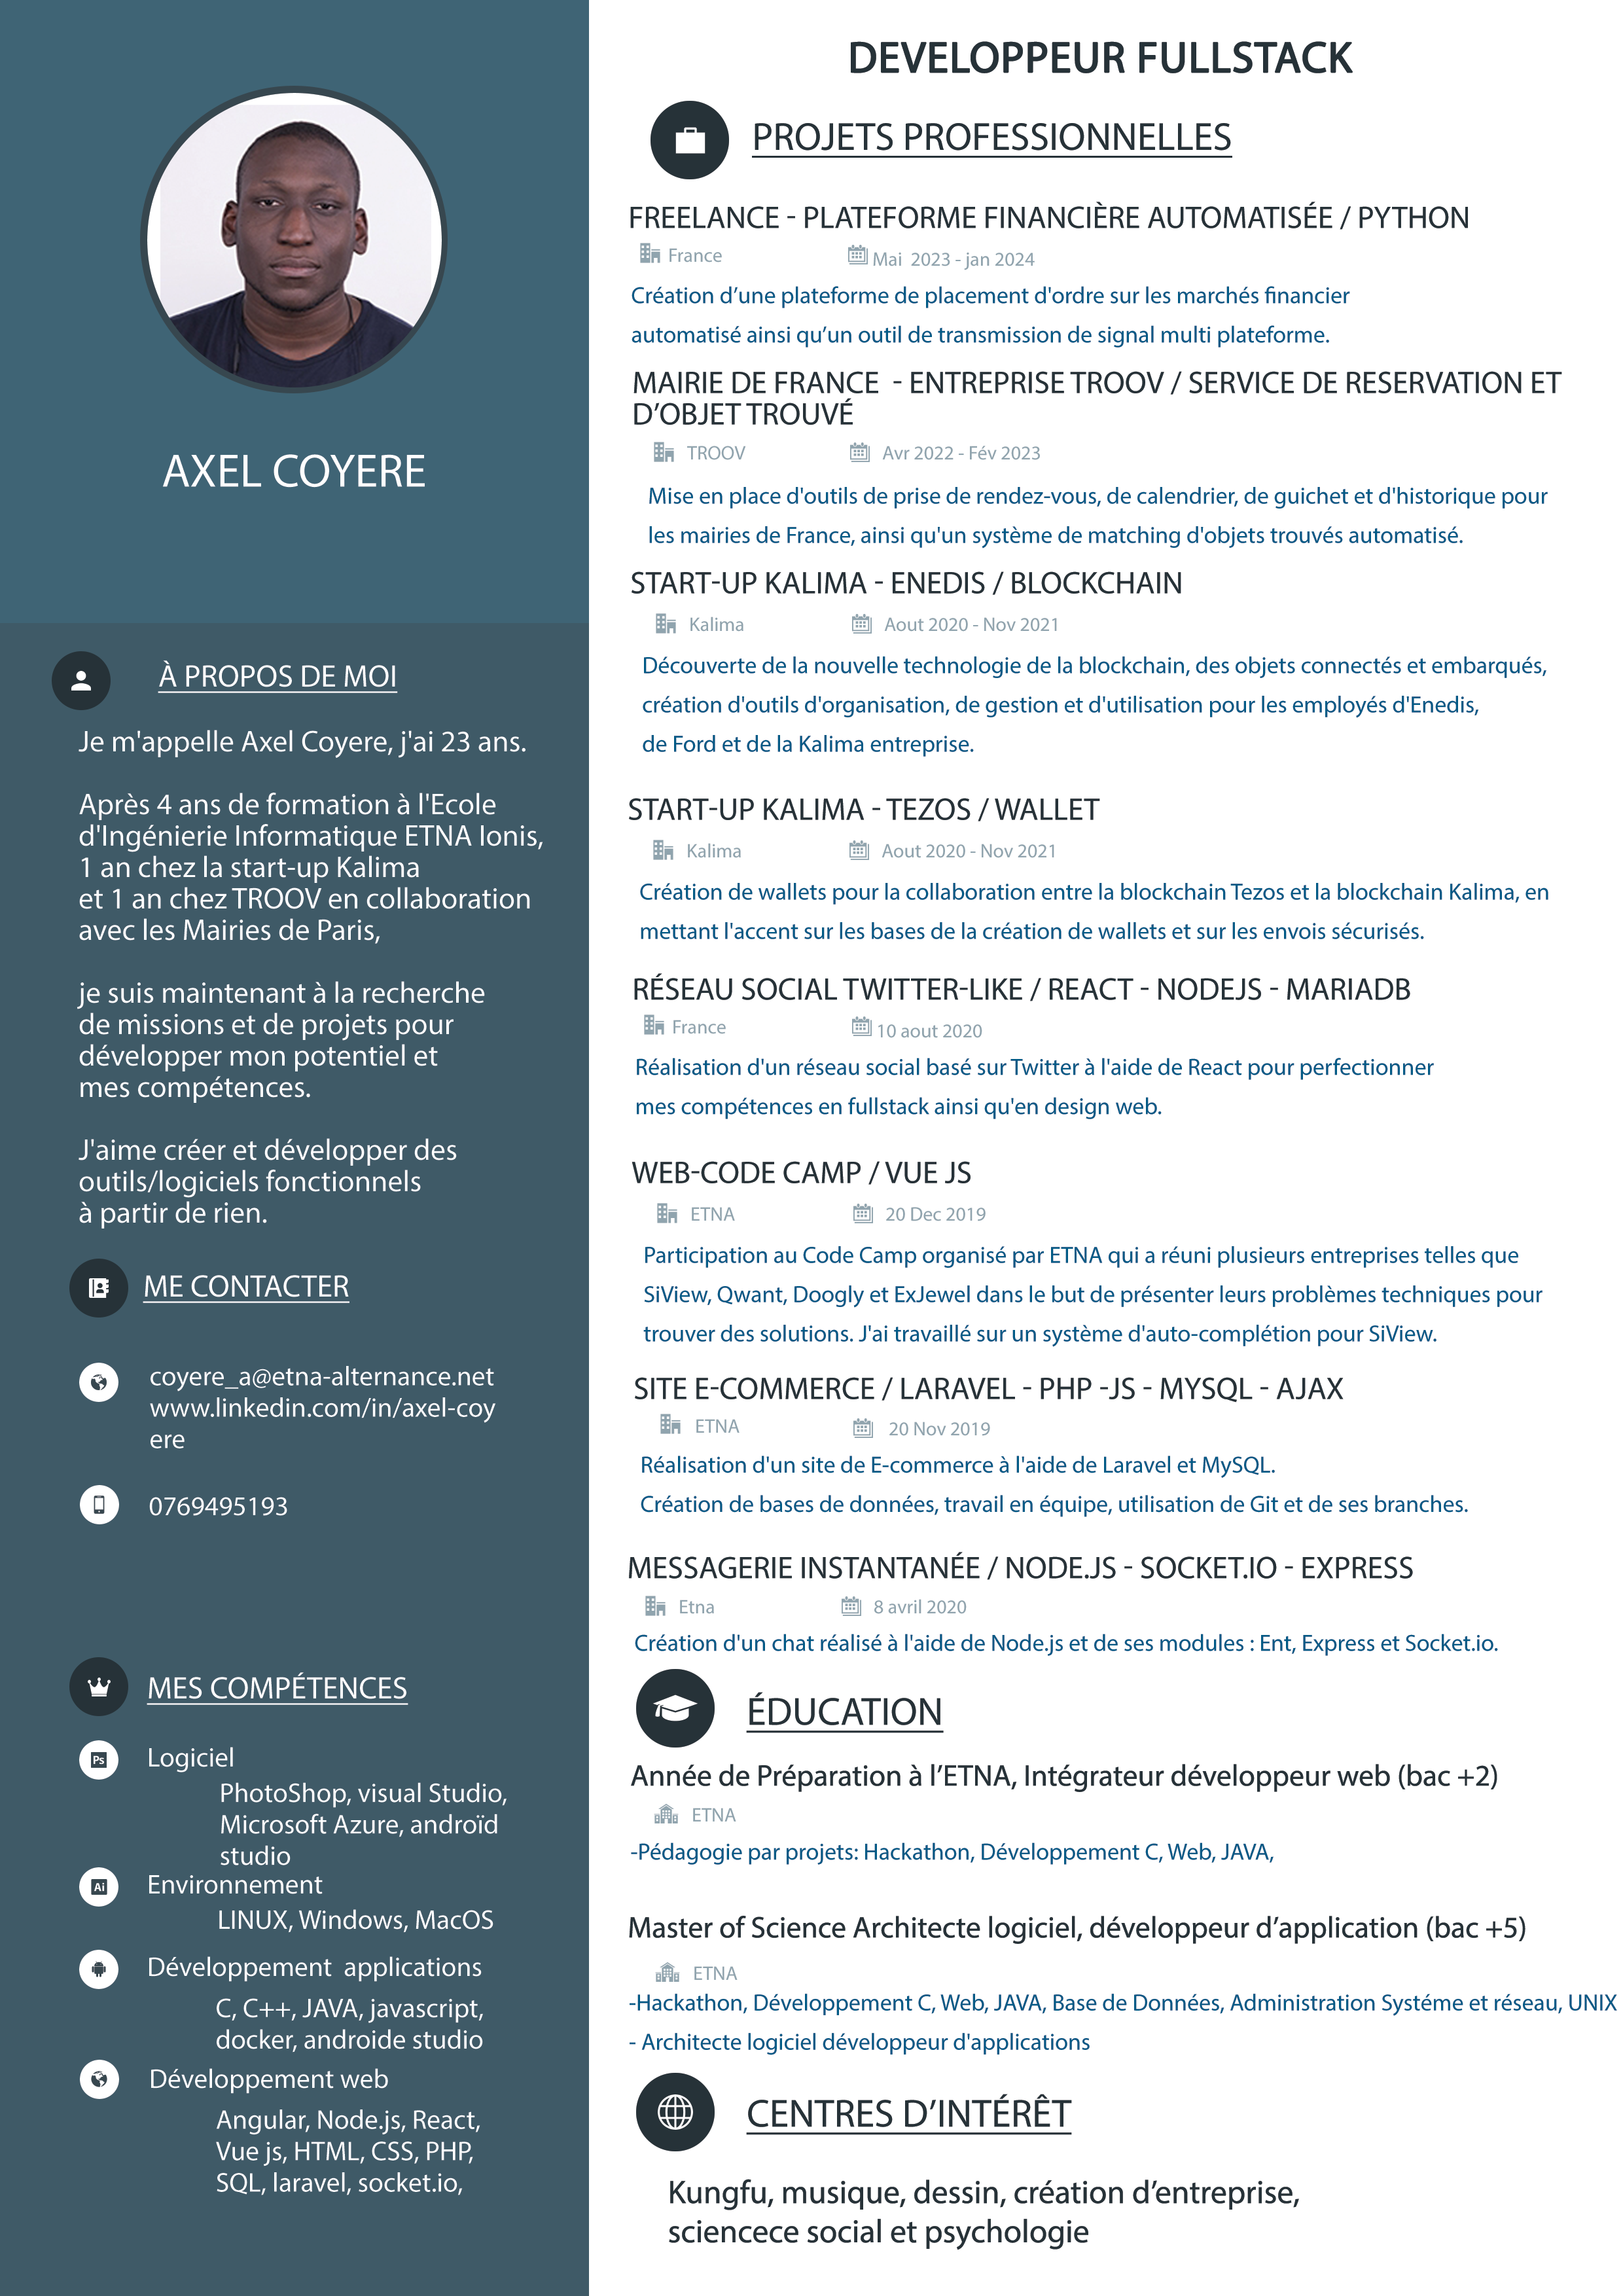 AXEL COYERE
À PROPOS DE MOI
Je m'appelle Axel Coyere, j'ai 23 ans.
Après 4 ans de formation à l'Ecole
d'Ingénierie Informatique ETNA Ionis,
1 an chez la start-up Kalima
et 1 an chez TROOV en collaboration
avec les Mairies de Paris,
je suis maintenant à la recherche
de missions et de projets pour
développer mon potentiel et
mes compétences.
J'aime créer et développer des
outils/logiciels fonctionnels
à partir de rien.
ME CONTACTER
coyere_a@etna-alternance.net
www.linkedin.com/in/axel-coy
ere
0769495193
MES COMPÉTENCES
Ps
Logiciel
PhotoShop, visual Studio,
Microsoft Azure, androïd
studio
Ai
Environnement
LINUX, Windows, MacOS
Développement  applications
C, C++, JAVA, javascript,
docker, androide studio
Développement web
Angular, Node.js, React,
Vue js, HTML, CSS, PHP,
SQL, laravel, socket.io,
DEVELOPPEUR FULLSTACK
PROJETS PROFESSIONNELLES
FREELANCE - PLATEFORME FINANCIÈRE AUTOMATISÉE / PYTHON
France Mai  2023 - jan 2024
Création d’une plateforme de placement d'ordre sur les marchés financier
automatisé ainsi qu’un outil de transmission de signal multi plateforme.
MAIRIE DE FRANCE  - ENTREPRISE TROOV / SERVICE DE RESERVATION ET
D’OBJET TROUVÉ
TROOV Avr 2022 - Fév 2023
Mise en place d'outils de prise de rendez-vous, de calendrier, de guichet et d'historique pour
les mairies de France, ainsi qu'un système de matching d'objets trouvés automatisé.
START-UP KALIMA - ENEDIS / BLOCKCHAIN
Kalima Aout 2020 - Nov 2021
Découverte de la nouvelle technologie de la blockchain, des objets connectés et embarqués,
création d'outils d'organisation, de gestion et d'utilisation pour les employés d'Enedis,
de Ford et de la Kalima entreprise.
START-UP KALIMA - TEZOS / WALLET
Kalima Aout 2020 - Nov 2021
Création de wallets pour la collaboration entre la blockchain Tezos et la blockchain Kalima, en
mettant l'accent sur les bases de la création de wallets et sur les envois sécurisés.
RÉSEAU SOCIAL TWITTER-LIKE / REACT - NODEJS - MARIADB
France 10 aout 2020
Réalisation d'un réseau social basé sur Twitter à l'aide de React pour perfectionner
mes compétences en fullstack ainsi qu'en design web.
WEB-CODE CAMP / VUE JS
ETNA 20 Dec 2019
Participation au Code Camp organisé par ETNA qui a réuni plusieurs entreprises telles que
SiView, Qwant, Doogly et ExJewel dans le but de présenter leurs problèmes techniques pour
trouver des solutions. J'ai travaillé sur un système d'auto-complétion pour SiView.
SITE E-COMMERCE / LARAVEL - PHP -JS - MYSQL - AJAX
ETNA 20 Nov 2019
Réalisation d'un site de E-commerce à l'aide de Laravel et MySQL.
Création de bases de données, travail en équipe, utilisation de Git et de ses branches.
MESSAGERIE INSTANTANÉE / NODE.JS - SOCKET.IO - EXPRESS
Etna 8 avril 2020
Création d'un chat réalisé à l'aide de Node.js et de ses modules : Ent, Express et Socket.io.
ÉDUCATION
Année de Préparation à l’ETNA, Intégrateur développeur web (bac +2)
ETNA
-Pédagogie par projets: Hackathon, Développement C, Web, JAVA,
Master of Science Architecte logiciel, développeur d’application (bac +5)
ETNA
-Hackathon, Développement C, Web, JAVA, Base de Données, Administration Systéme et réseau, UNIX
- Architecte logiciel développeur d'applications
CENTRES D’INTÉRÊT
Kungfu, musique, dessin, création d’entreprise,
sciencece social et psychologie